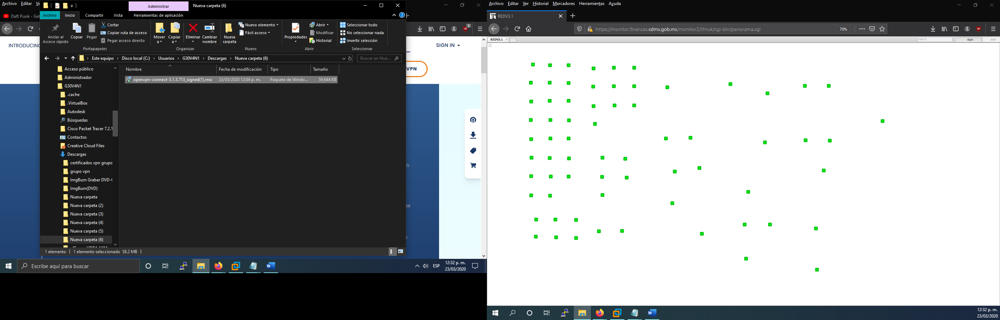 Archivo Editar Ve
Daft Punk - Get
INTRODUCING
Administrar
Nueva carpeta (6)
Archivo Inicio Compartir Vista Herramientas de aplicación
Anclar al Acceso rápido
Copiar
Pegar
Cortar
Copiar ruta de acceso
Pegar acceso directo
Portapapeles
Mover a
Copiar a
Eliminar
Cambiar nombre
Organizar
Nueva carpeta
Nuevo elemento
Fácil acceso
Nuevo
Propiedades
Abrir
Modificar
Historial
Abrir
Seleccionar todo
No seleccionar nada
Invertir selección
Seleccionar
Este equipo > Disco local (C:) > Usuarios > G30V4N1 > Descargas > Nueva carpeta (6)
Buscar en Nue...
Nombre Fecha de modificación Tipo Tamaño
openvpn-connect-3.1.3.713_signed(1).msi 23/03/2020 12:04 p. m. Paquete de Windo... 59,644 KB
Acceso público
Administrador
G30V4N1
.cache
.VirtualBox
Autodesk
Búsquedas
Cisco Packet Tracer 7.2.1
Contactos
Creative Cloud Files
Descargas
certificados vpn grupo
grupo vpn
ImgBurn Grabar DVD-C
ImgBurn(DVD)
Nueva carpeta
Nueva carpeta (2)
Nueva carpeta (3)
Nueva carpeta (4)
Nueva carpeta (5)
Nueva carpeta (6)
1 elemento 1 elemento seleccionado 58.2 MB
3
SIGN IN
VPN
f2
b8
3
Escribe aquí para buscar
ESP
12:32 p. m.
23/03/2020
Archivo Editar Ver Historial Marcadores Herramientas Ayuda
REDV3.1
https://monitor.finanzas.cdmx.gob.mx/monitor2/thruk/cgi-bin/panorama.cgi
70%
REDV3.1
search
dgtc
add
12:32 p. m.
23/03/2020